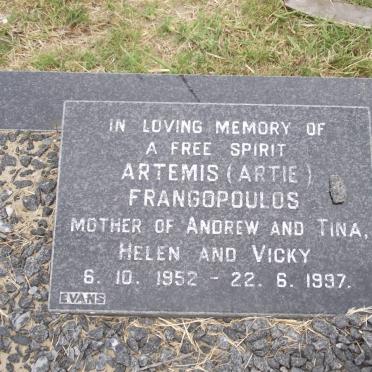 IN LOVING MEMORY OF
A FREE SPIRIT
ARTEMIS (ARTIE)
FRANGOPOULOS
MOTHER OF ANDREW AND TINA,
HELEN AND VICKY
6. 10. 1952 - 22. 6. 1997.
EVANS